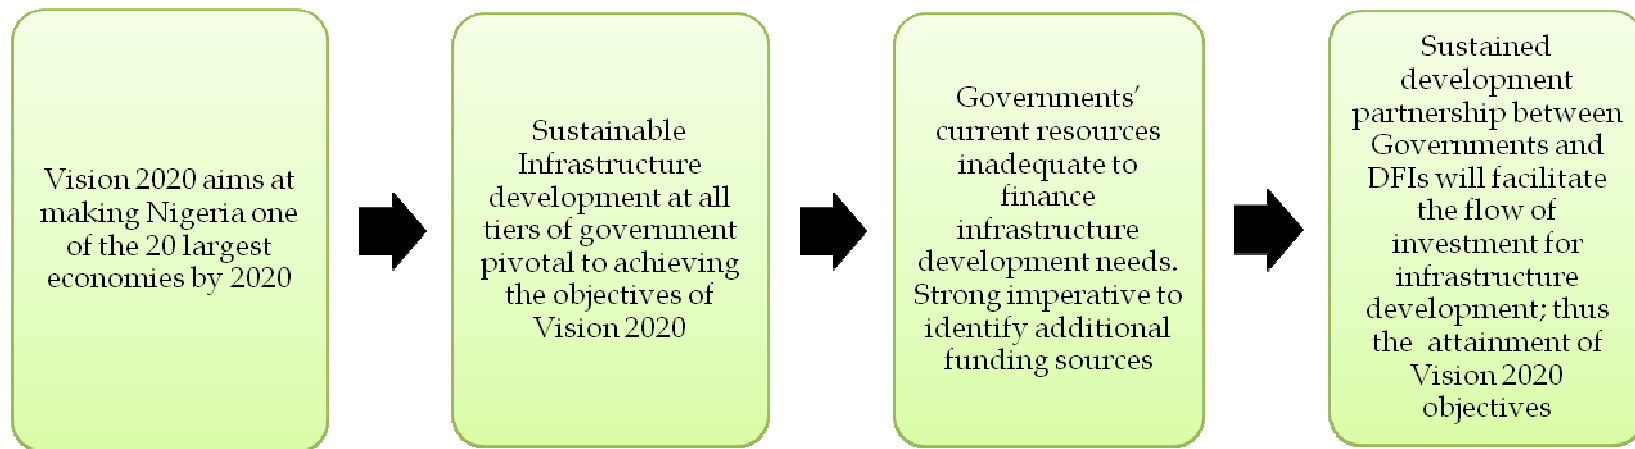 Vision 2020 aims at
making Nigeria one
of the 20 largest
economies by 2020
Sustainable
Infrastructure
development at all
tiers of government
pivotal to achieving
the objectives of
Vision 2020
Governments’
current resources
inadequate to
finance
infrastructure
development needs.
Strong imperative to
identify additional
funding sources
Sustained
development
partnership between
Governments and
DFIs will facilitate
the flow of
investment for
infrastructure
development; thus
the attainment of
Vision 2020
objectives